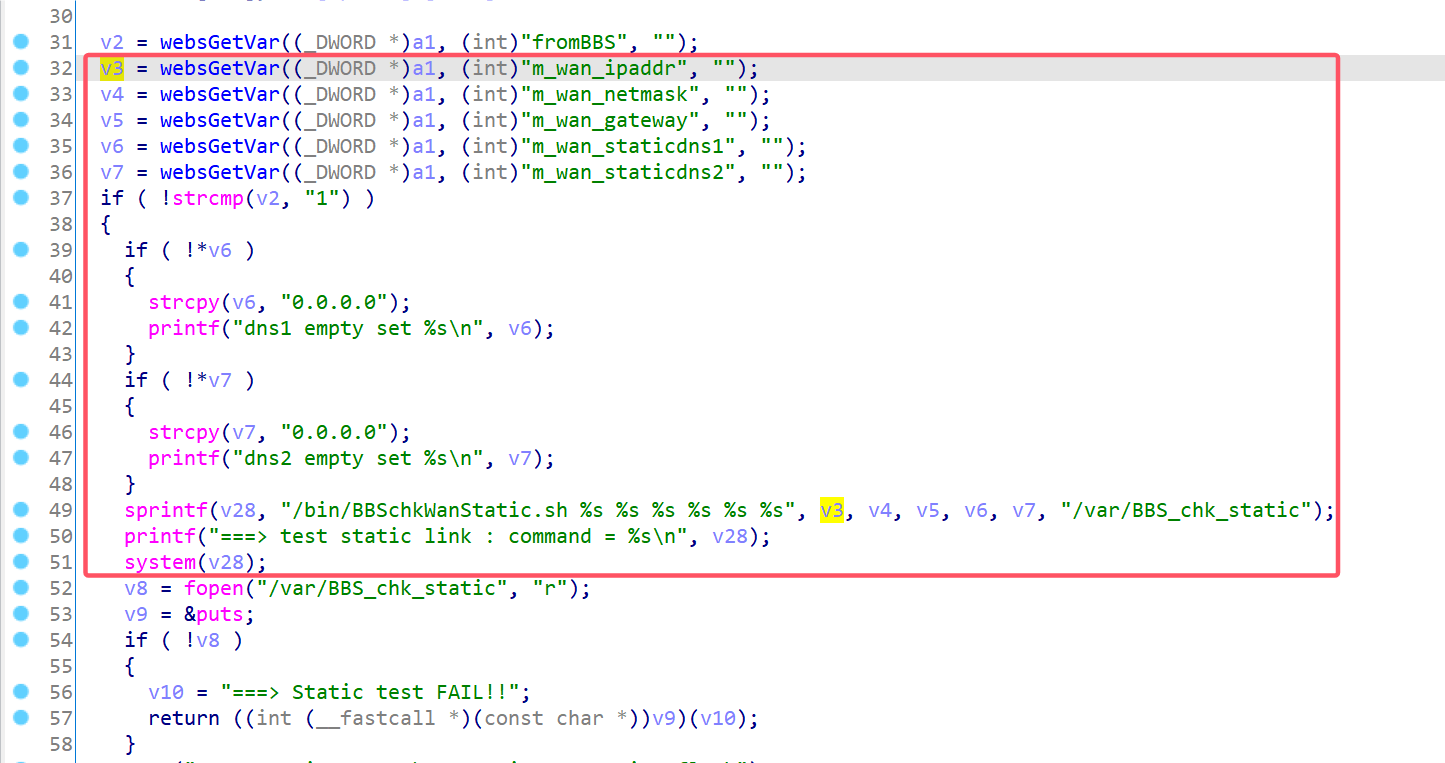 30
31 v2 = websGetVar((_DWORD *)a1, (int)"fromBBS", "");
32 v3 = websGetVar((_DWORD *)a1, (int)"m_wan_ipaddr", "");
33 v4 = websGetVar((_DWORD *)a1, (int)"m_wan_netmask", "");
34 v5 = websGetVar((_DWORD *)a1, (int)"m_wan_gateway", "");
35 v6 = websGetVar((_DWORD *)a1, (int)"m_wan_staticdns1", "");
36 v7 = websGetVar((_DWORD *)a1, (int)"m_wan_staticdns2", "");
37 if ( !strcmp(v2, "1") )
38 {
39 if ( !*v6 )
40 {
41 strcpy(v6, "0.0.0.0");
42 printf("dns1 empty set %s\n", v6);
43 }
44 if ( !*v7 )
45 {
46 strcpy(v7, "0.0.0.0");
47 printf("dns2 empty set %s\n", v7);
48 }
49 sprintf(v28, "/bin/BBSchkWanStatic.sh %s %s %s %s %s %s", v3, v4, v5, v6, v7, "/var/BBS_chk_static");
50 printf("===> test static link : command = %s\n", v28);
51 system(v28);
52 v8 = fopen("/var/BBS_chk_static", "r");
53 v9 = &puts;
54 if ( !v8 )
55 {
56 v10 = "===> Static test FAIL!!";
57 return ((int (__fastcall *)(const char *))v9)(v10);
58 }